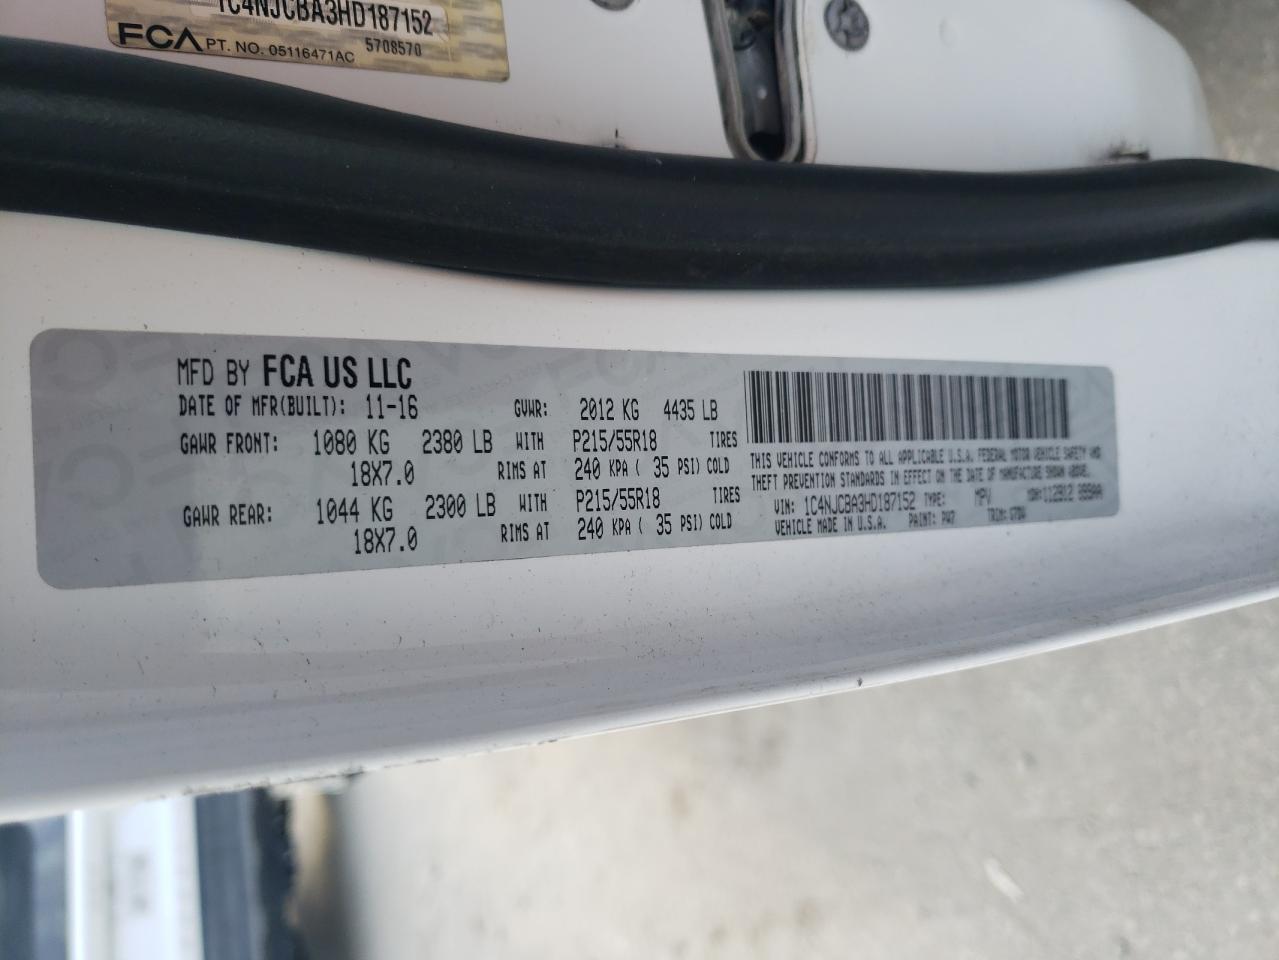 1C4NJCBA3HD187152
FCA PT. NO. 05116471AC 5708570
MFD BY FCA US LLC
DATE OF MFR(BUILT): 11-16 GVWR: 2012 KG 4435 LB
GAWR FRONT: 1080 KG 2380 LB WITH P215/55R18 TIRES
18X7.0 RIMS AT 240 KPA ( 35 PSI) COLD
GAWR REAR: 1044 KG 2300 LB WITH P215/55R18 TIRES
18X7.0 RIMS AT 240 KPA ( 35 PSI) COLD
THIS VEHICLE CONFORMS TO ALL APPLICABLE U.S.A. FEDERAL MOTOR VEHICLE SAFETY AND
THEFT PREVENTION STANDARDS IN EFFECT ON THE DATE OF MANUFACTURE SHOWN ABOVE.
VIN: 1C4NJCBA3HD187152 TYPE: MPV MDH:
VEHICLE MADE IN U.S.A. PAINT: PW7 TRIM: